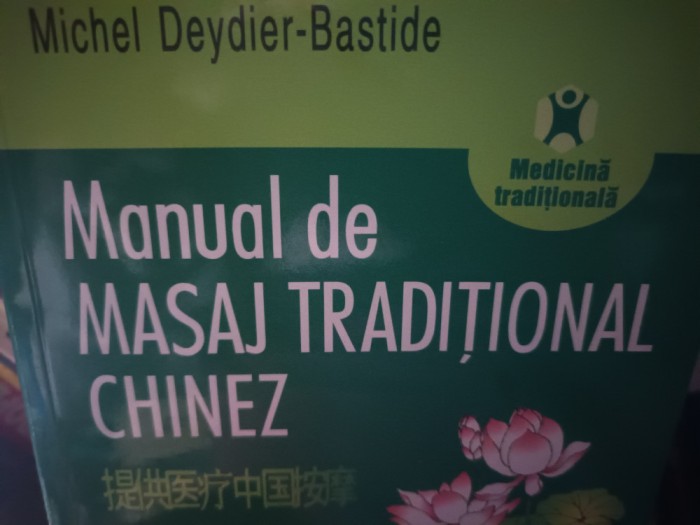 Michel Deydier-Bastide
Medicină
tradițională
Manual de
MASAJ TRADIȚIONAL
CHINEZ
提供医疗中国按摩